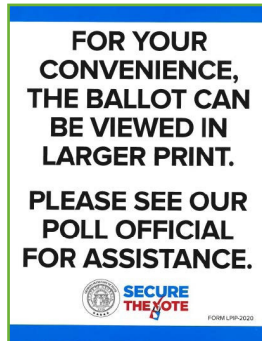 FOR YOUR
CONVENIENCE,
THE BALLOT CAN
BE VIEWED IN
LARGER PRINT.
PLEASE SEE OUR
POLL OFFICIAL
FOR ASSISTANCE.
SECURE
THE VOTE
FORM LPIP-2020